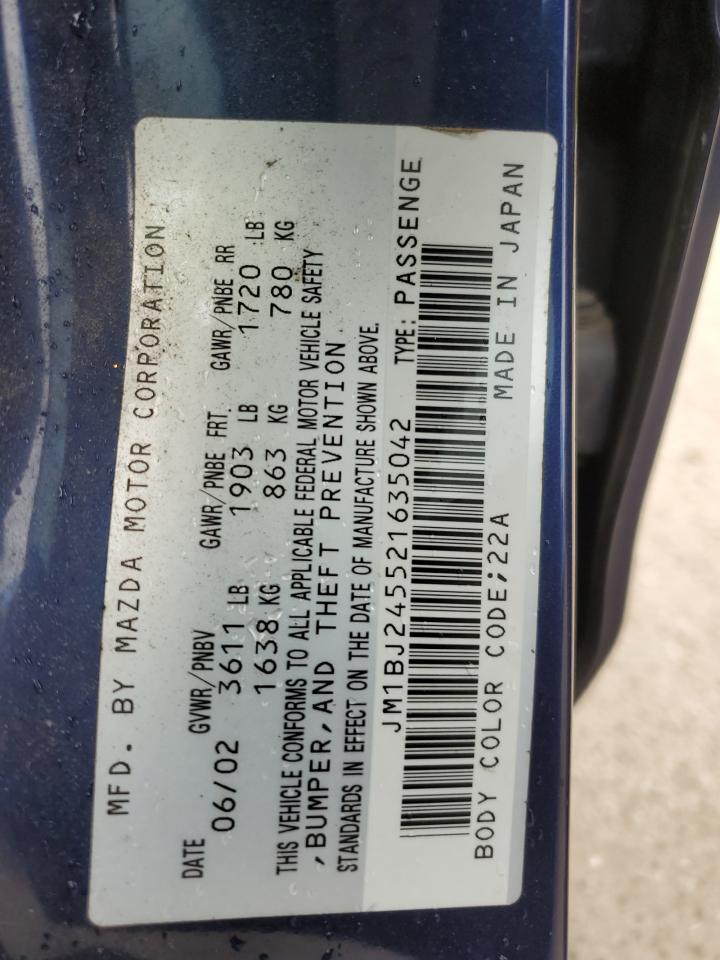 MFD. BY MAZDA MOTOR CORPORATION
DATE GVWR/PNBV GAWR/PNBE FRT. GAWR/PNBE RR
06/02 3611 LB 1903 LB 1720 LB
1638 KG 863 KG 780 KG
THIS VEHICLE CONFORMS TO ALL APPLICABLE FEDERAL MOTOR VEHICLE SAFETY
,BUMPER,AND THEFT PREVENTION
STANDARDS IN EFFECT ON THE DATE OF MANUFACTURE SHOWN ABOVE.
JM1BJ245521635042 TYPE: PASSENGE
BODY COLOR CODE;22A
MADE IN JAPAN